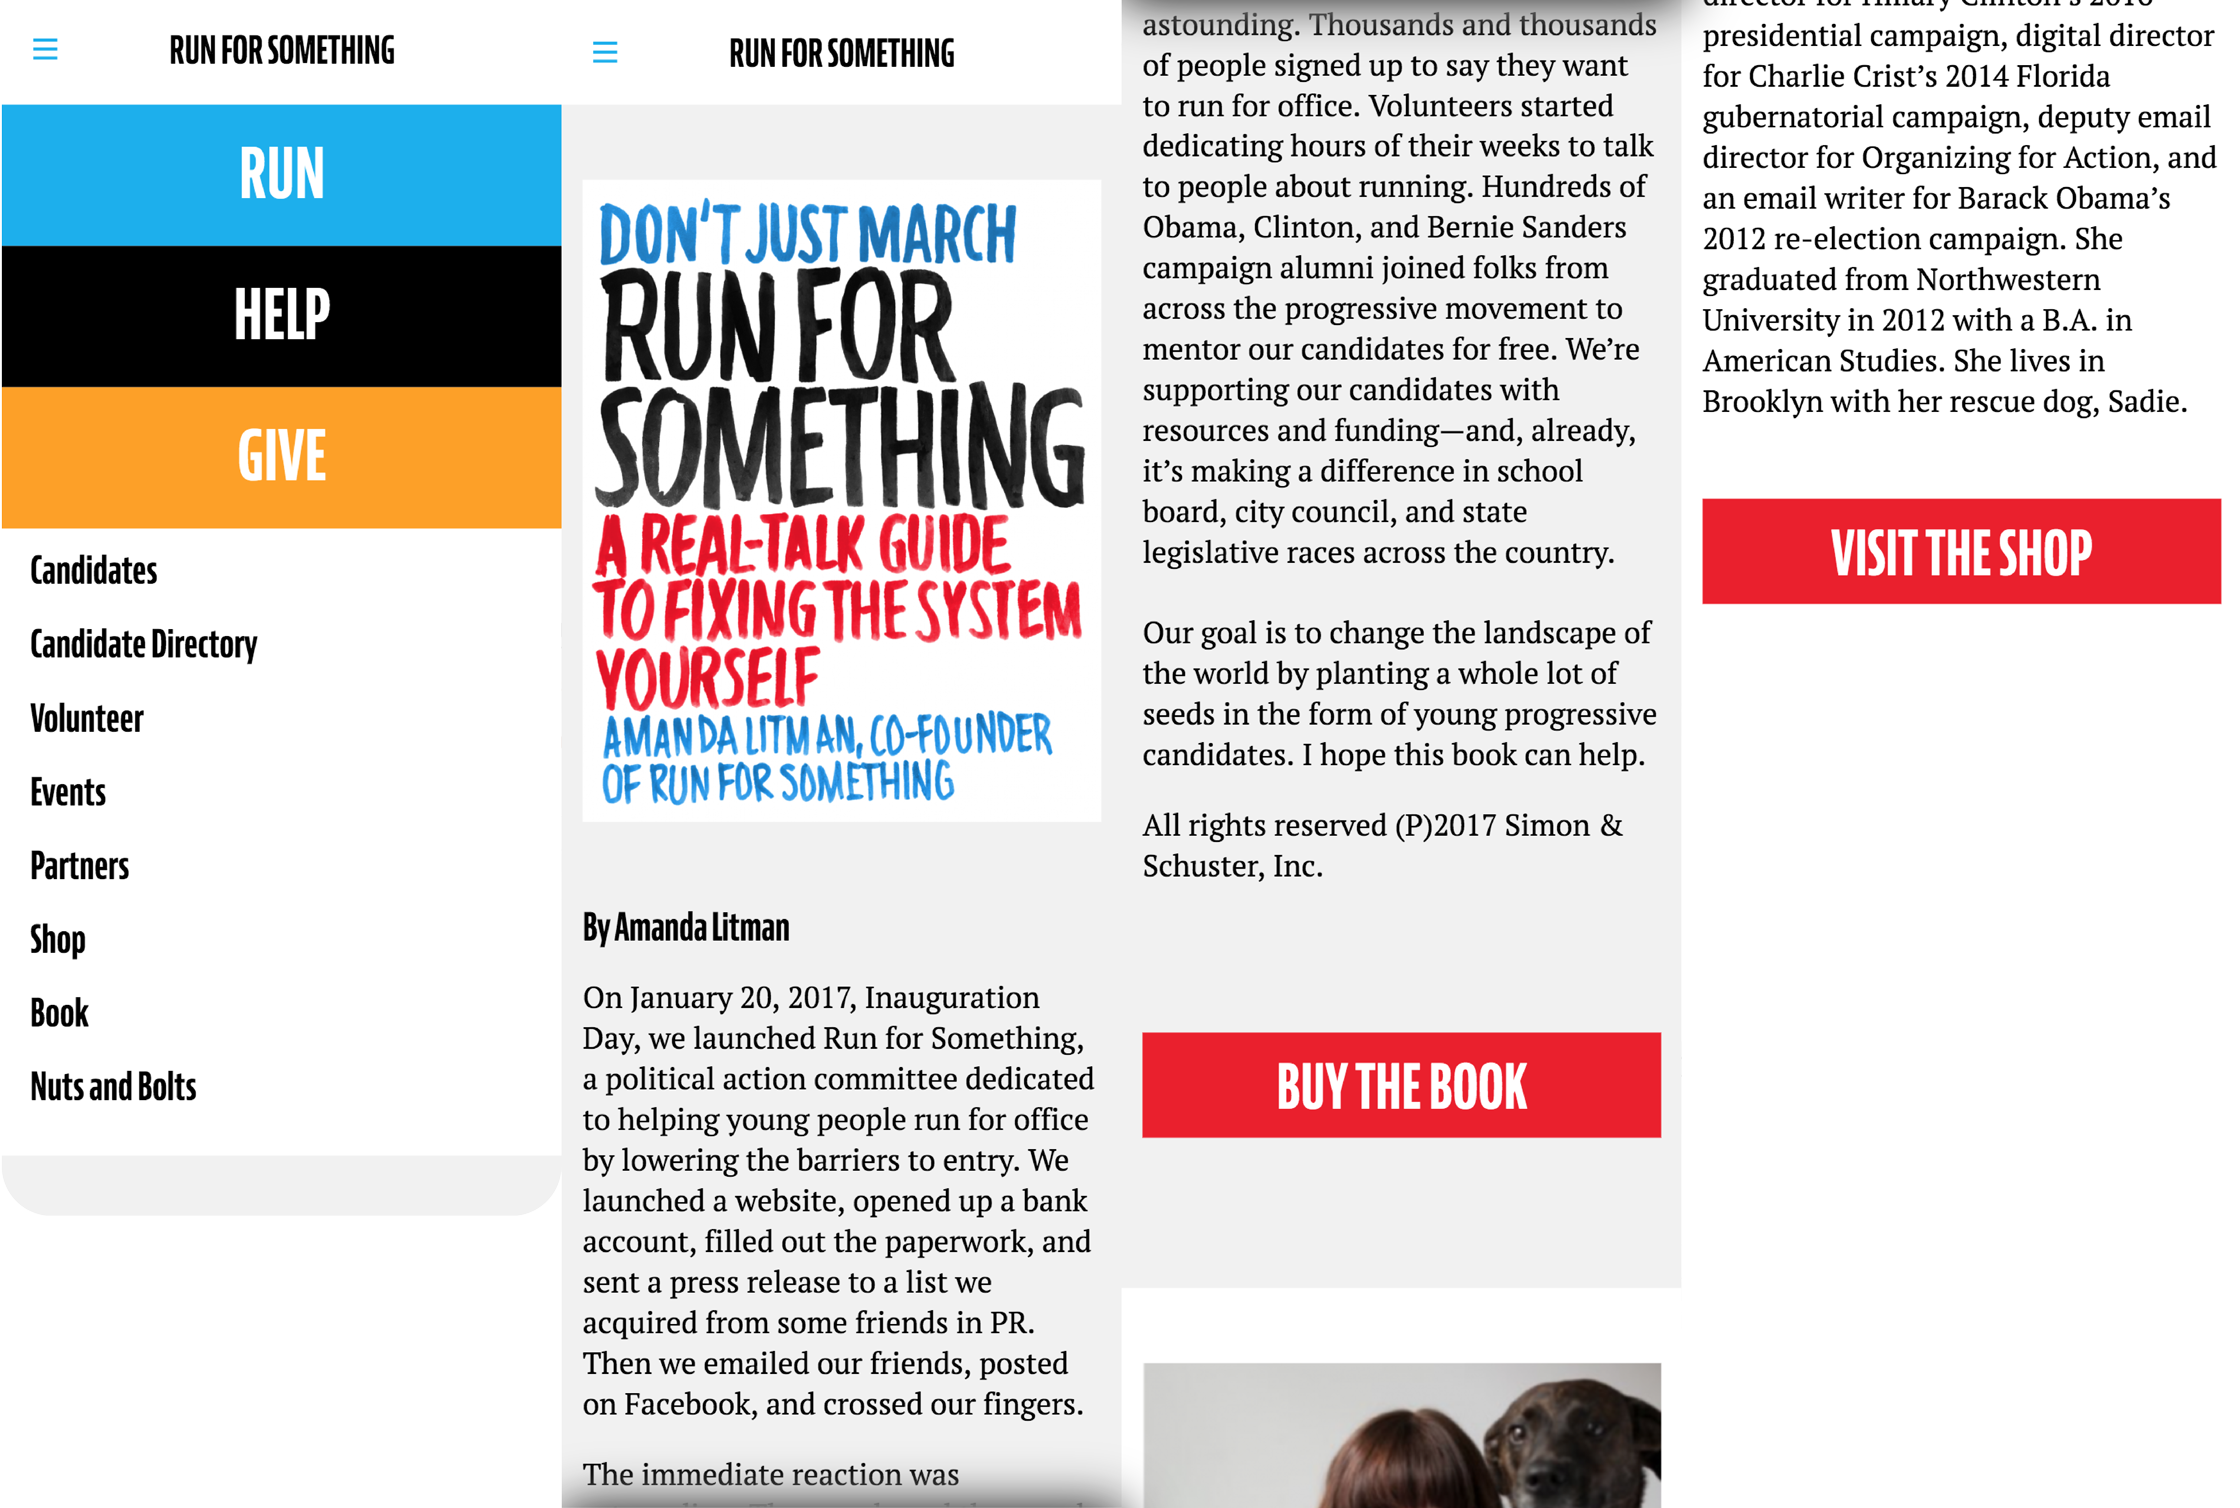 RUN FOR SOMETHING
RUN
HELP
GIVE
Candidates
Candidate Directory
Volunteer
Events
Partners
Shop
Book
Nuts and Bolts
RUN FOR SOMETHING
DON'T JUST MARCH
RUN FOR
SOMETHING
A REAL-TALK GUIDE
TO FIXING THE SYSTEM
YOURSELF
AMANDA LITMAN, CO-FOUNDER
OF RUN FOR SOMETHING
By Amanda Litman
On January 20, 2017, Inauguration
Day, we launched Run for Something,
a political action committee dedicated
to helping young people run for office
by lowering the barriers to entry. We
launched a website, opened up a bank
account, filled out the paperwork, and
sent a press release to a list we
acquired from some friends in PR.
Then we emailed our friends, posted
on Facebook, and crossed our fingers.
The immediate reaction was
astounding. Thousands and thousands
of people signed up to say they want
to run for office. Volunteers started
dedicating hours of their weeks to talk
to people about running. Hundreds of
Obama, Clinton, and Bernie Sanders
campaign alumni joined folks from
across the progressive movement to
mentor our candidates for free. We’re
supporting our candidates with
resources and funding—and, already,
it’s making a difference in school
board, city council, and state
legislative races across the country.
Our goal is to change the landscape of
the world by planting a whole lot of
seeds in the form of young progressive
candidates. I hope this book can help.
All rights reserved (P)2017 Simon &
Schuster, Inc.
BUY THE BOOK
director for Hillary Clinton’s 2016
presidential campaign, digital director
for Charlie Crist’s 2014 Florida
gubernatorial campaign, deputy email
director for Organizing for Action, and
an email writer for Barack Obama’s
2012 re-election campaign. She
graduated from Northwestern
University in 2012 with a B.A. in
American Studies. She lives in
Brooklyn with her rescue dog, Sadie.
VISIT THE SHOP